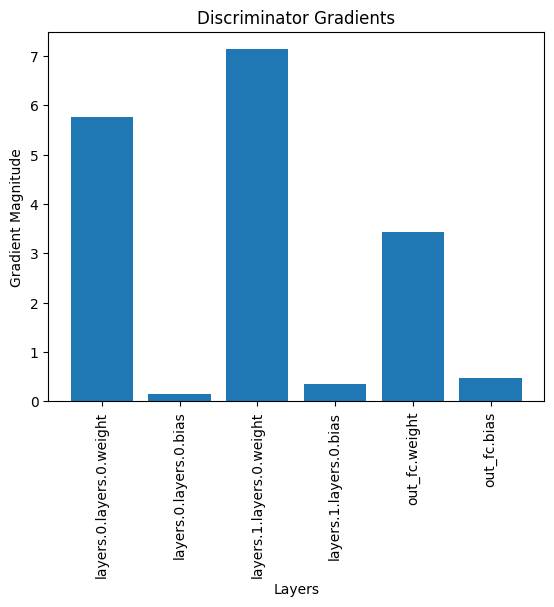 Discriminator Gradients
Gradient Magnitude
7
6
5
4
3
2
1
0
layers.0.layers.0.weight
layers.0.layers.0.bias
layers.1.layers.0.weight
layers.1.layers.0.bias
out_fc.weight
out_fc.bias
Layers